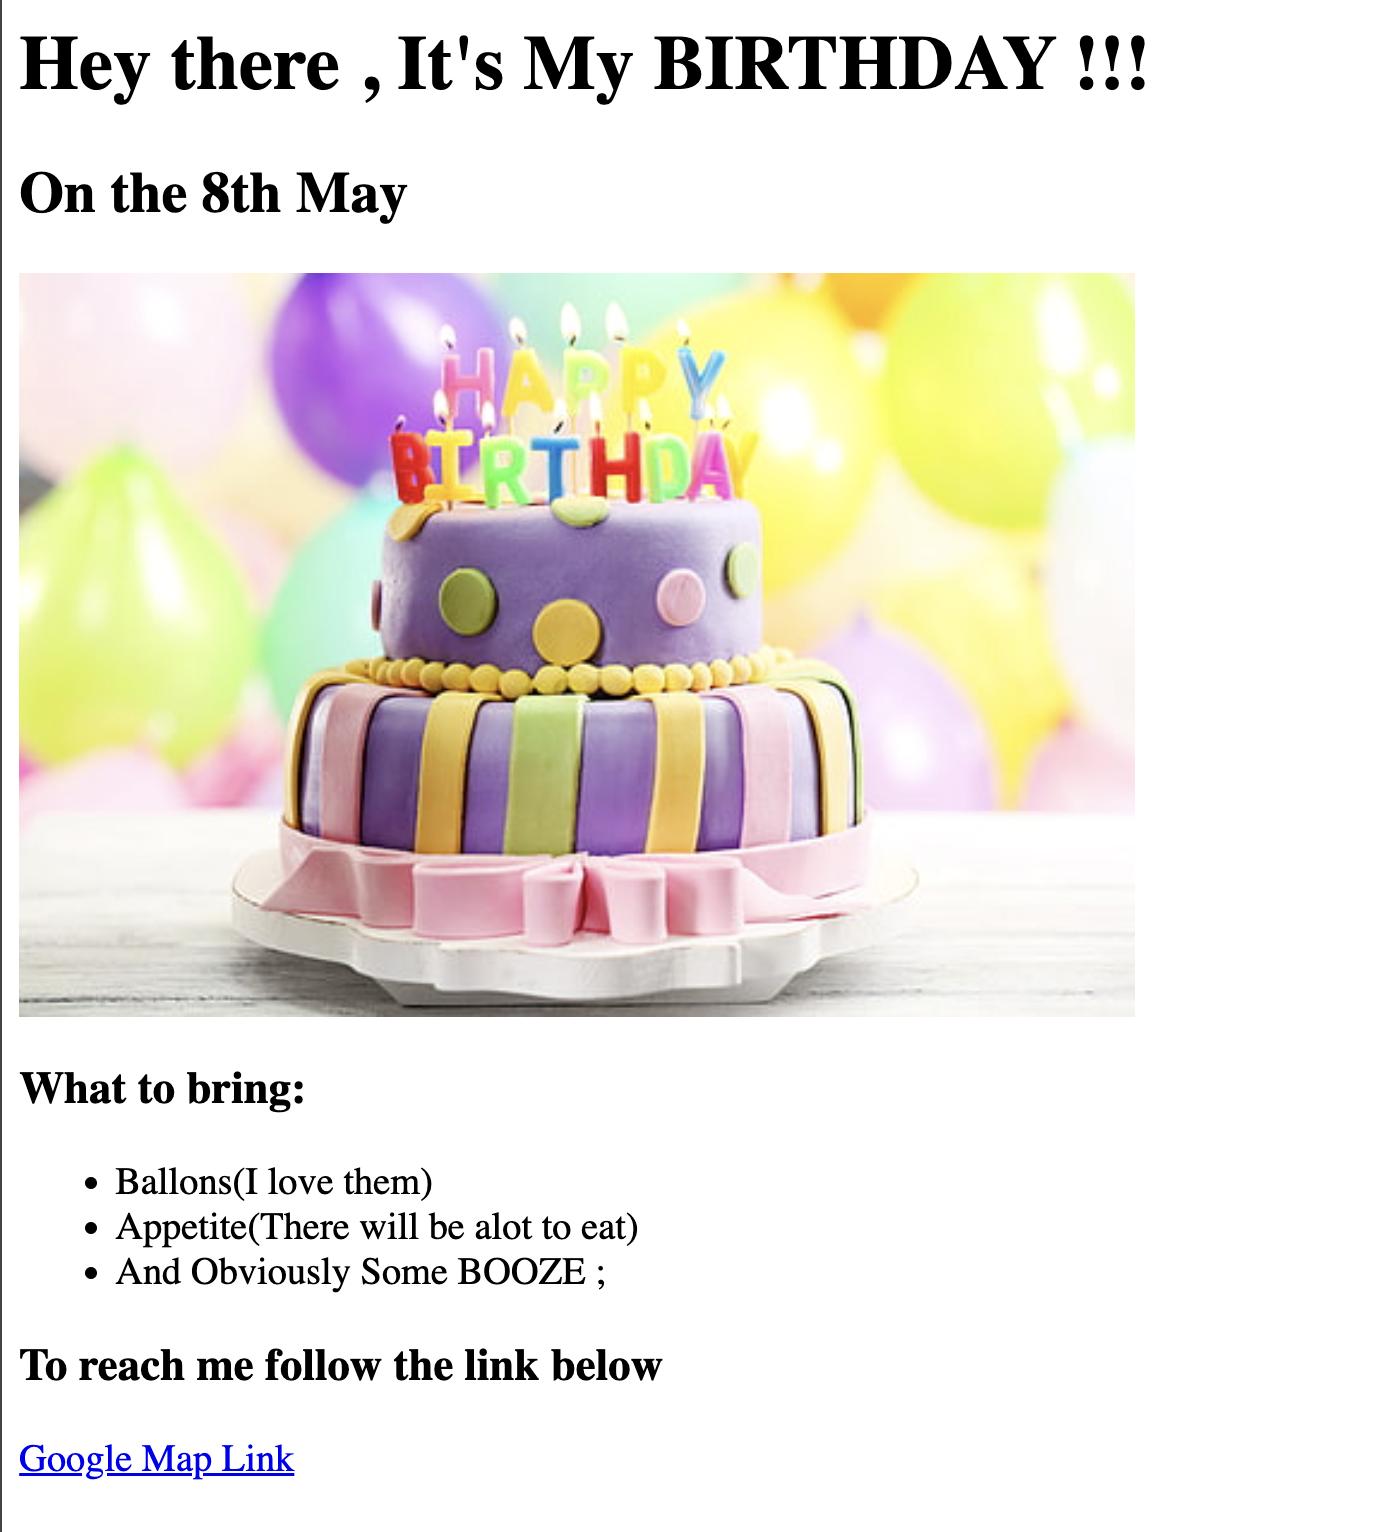 Hey there , It's My BIRTHDAY !!!
On the 8th May
HAPPY
BIRTHDAY
What to bring:
Ballons(I love them)
Appetite(There will be alot to eat)
And Obviously Some BOOZE ;
To reach me follow the link below
Google Map Link